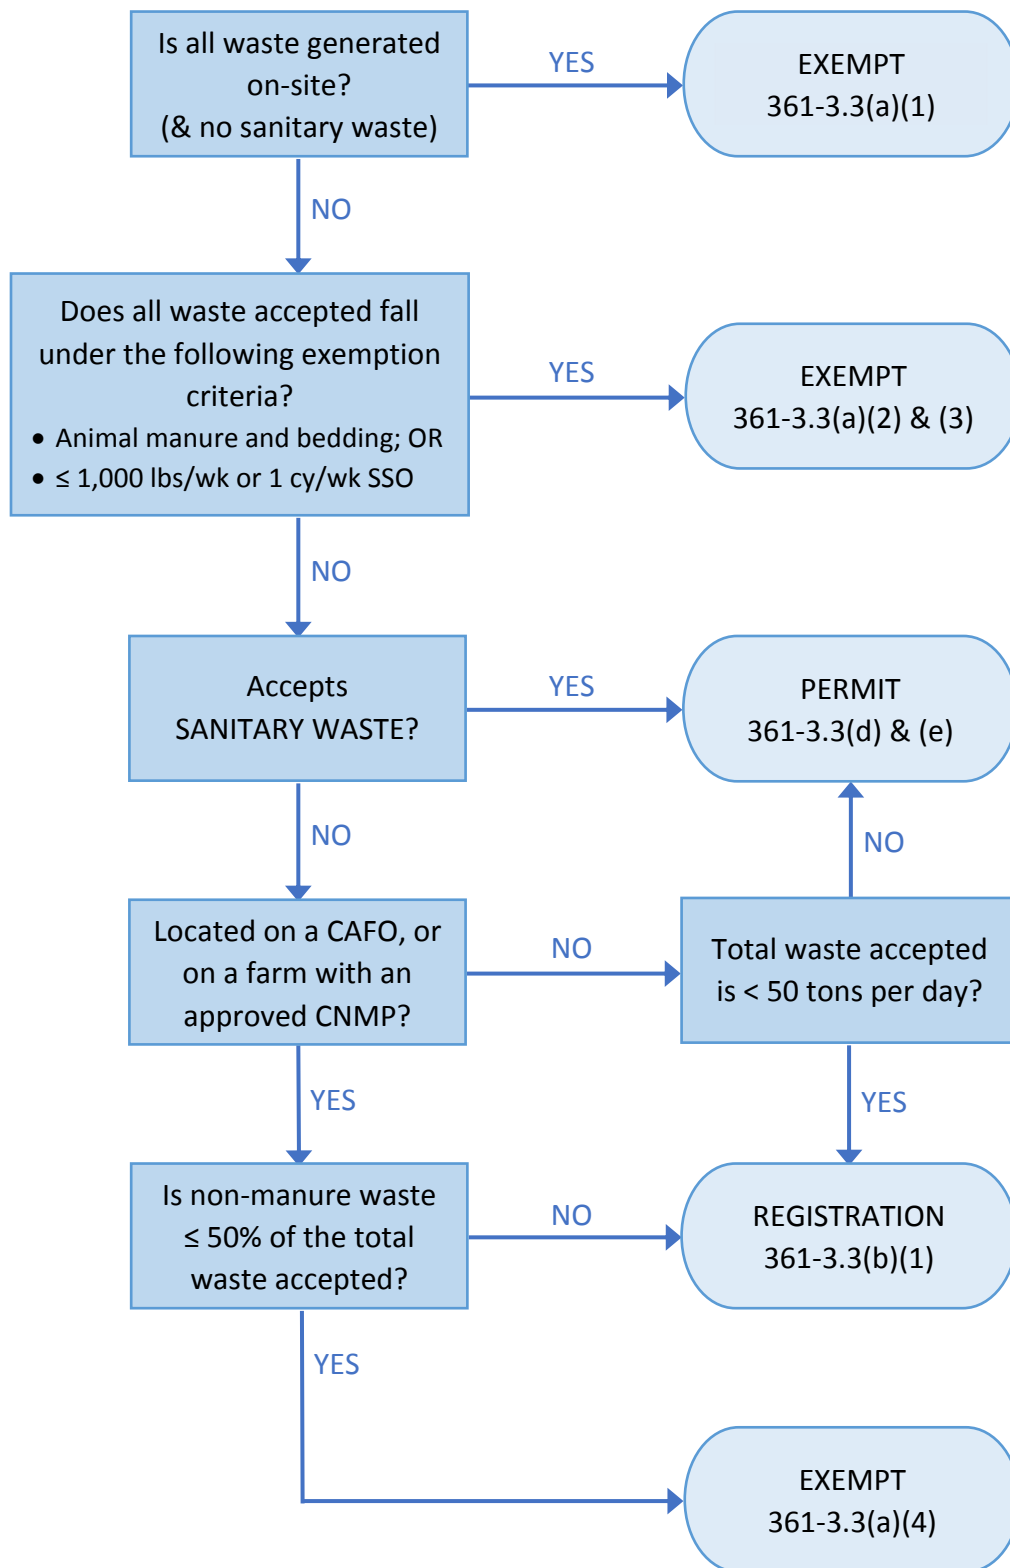 Is all waste generated
on-site?
(& no sanitary waste)
YES
EXEMPT
361-3.3(a)(1)
NO
Does all waste accepted fall
under the following exemption
criteria?
• Animal manure and bedding; OR
• ≤ 1,000 lbs/wk or 1 cy/wk SSO
YES
EXEMPT
361-3.3(a)(2) & (3)
NO
Accepts
SANITARY WASTE?
YES
PERMIT
361-3.3(d) & (e)
NO
NO
Located on a CAFO, or
on a farm with an
approved CNMP?
NO
Total waste accepted
is < 50 tons per day?
YES
YES
Is non-manure waste
≤ 50% of the total
waste accepted?
NO
REGISTRATION
361-3.3(b)(1)
YES
EXEMPT
361-3.3(a)(4)